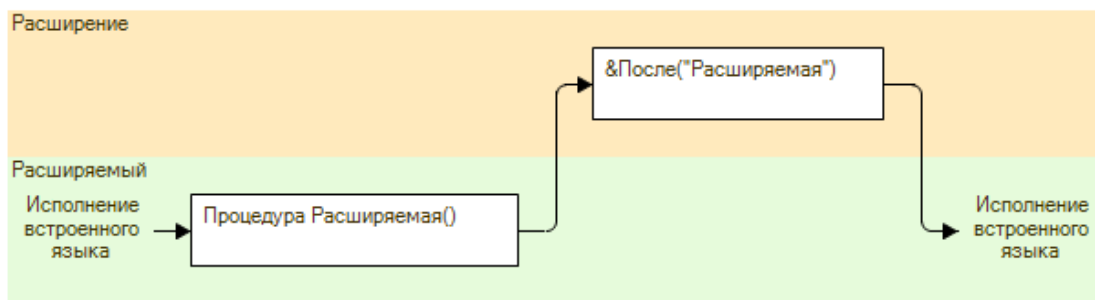 Расширение
&После("Расширяемая")
Расширяемый
Исполнение
встроенного
языка
Процедура Расширяемая()
Исполнение
встроенного
языка